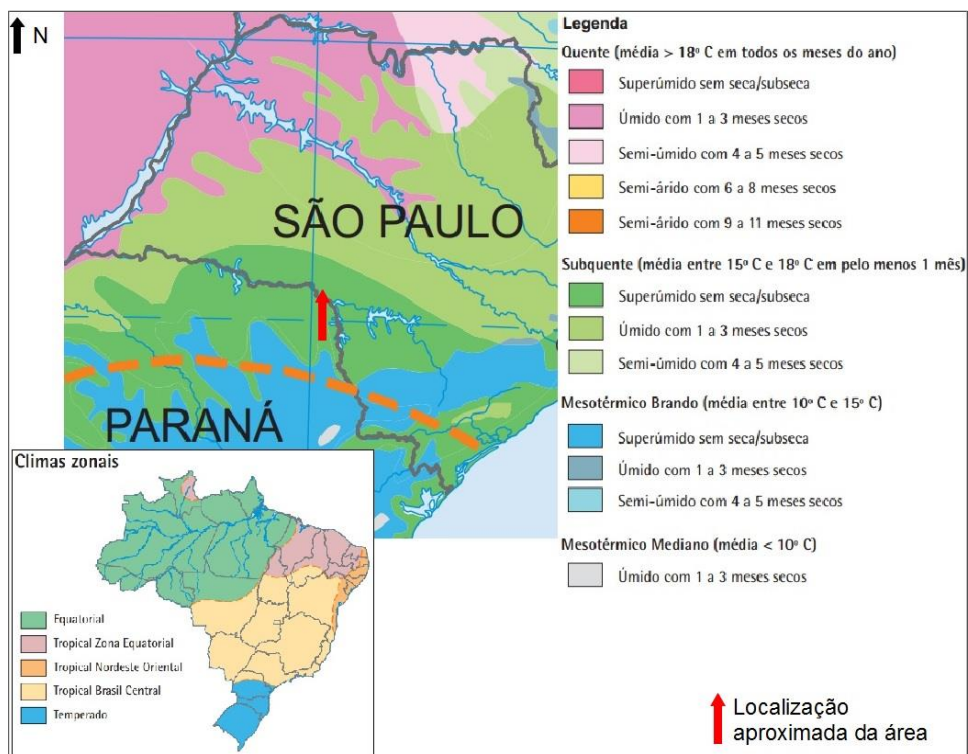 N
SÃO PAULO
PARANÁ
Climas zonais
Equatorial
Tropical Zona Equatorial
Tropical Nordeste Oriental
Tropical Brasil Central
Temperado
Legenda
Quente (média > 18º C em todos os meses do ano)
Superúmido sem seca/subseca
Úmido com 1 a 3 meses secos
Semi-úmido com 4 a 5 meses secos
Semi-árido com 6 a 8 meses secos
Semi-árido com 9 a 11 meses secos
Subquente (média entre 15º C e 18º C em pelo menos 1 mês)
Superúmido sem seca/subseca
Úmido com 1 a 3 meses secos
Semi-úmido com 4 a 5 meses secos
Mesotérmico Brando (média entre 10º C e 15º C)
Superúmido sem seca/subseca
Úmido com 1 a 3 meses secos
Semi-úmido com 4 a 5 meses secos
Mesotérmico Mediano (média < 10º C)
Úmido com 1 a 3 meses secos
Localização
aproximada da área